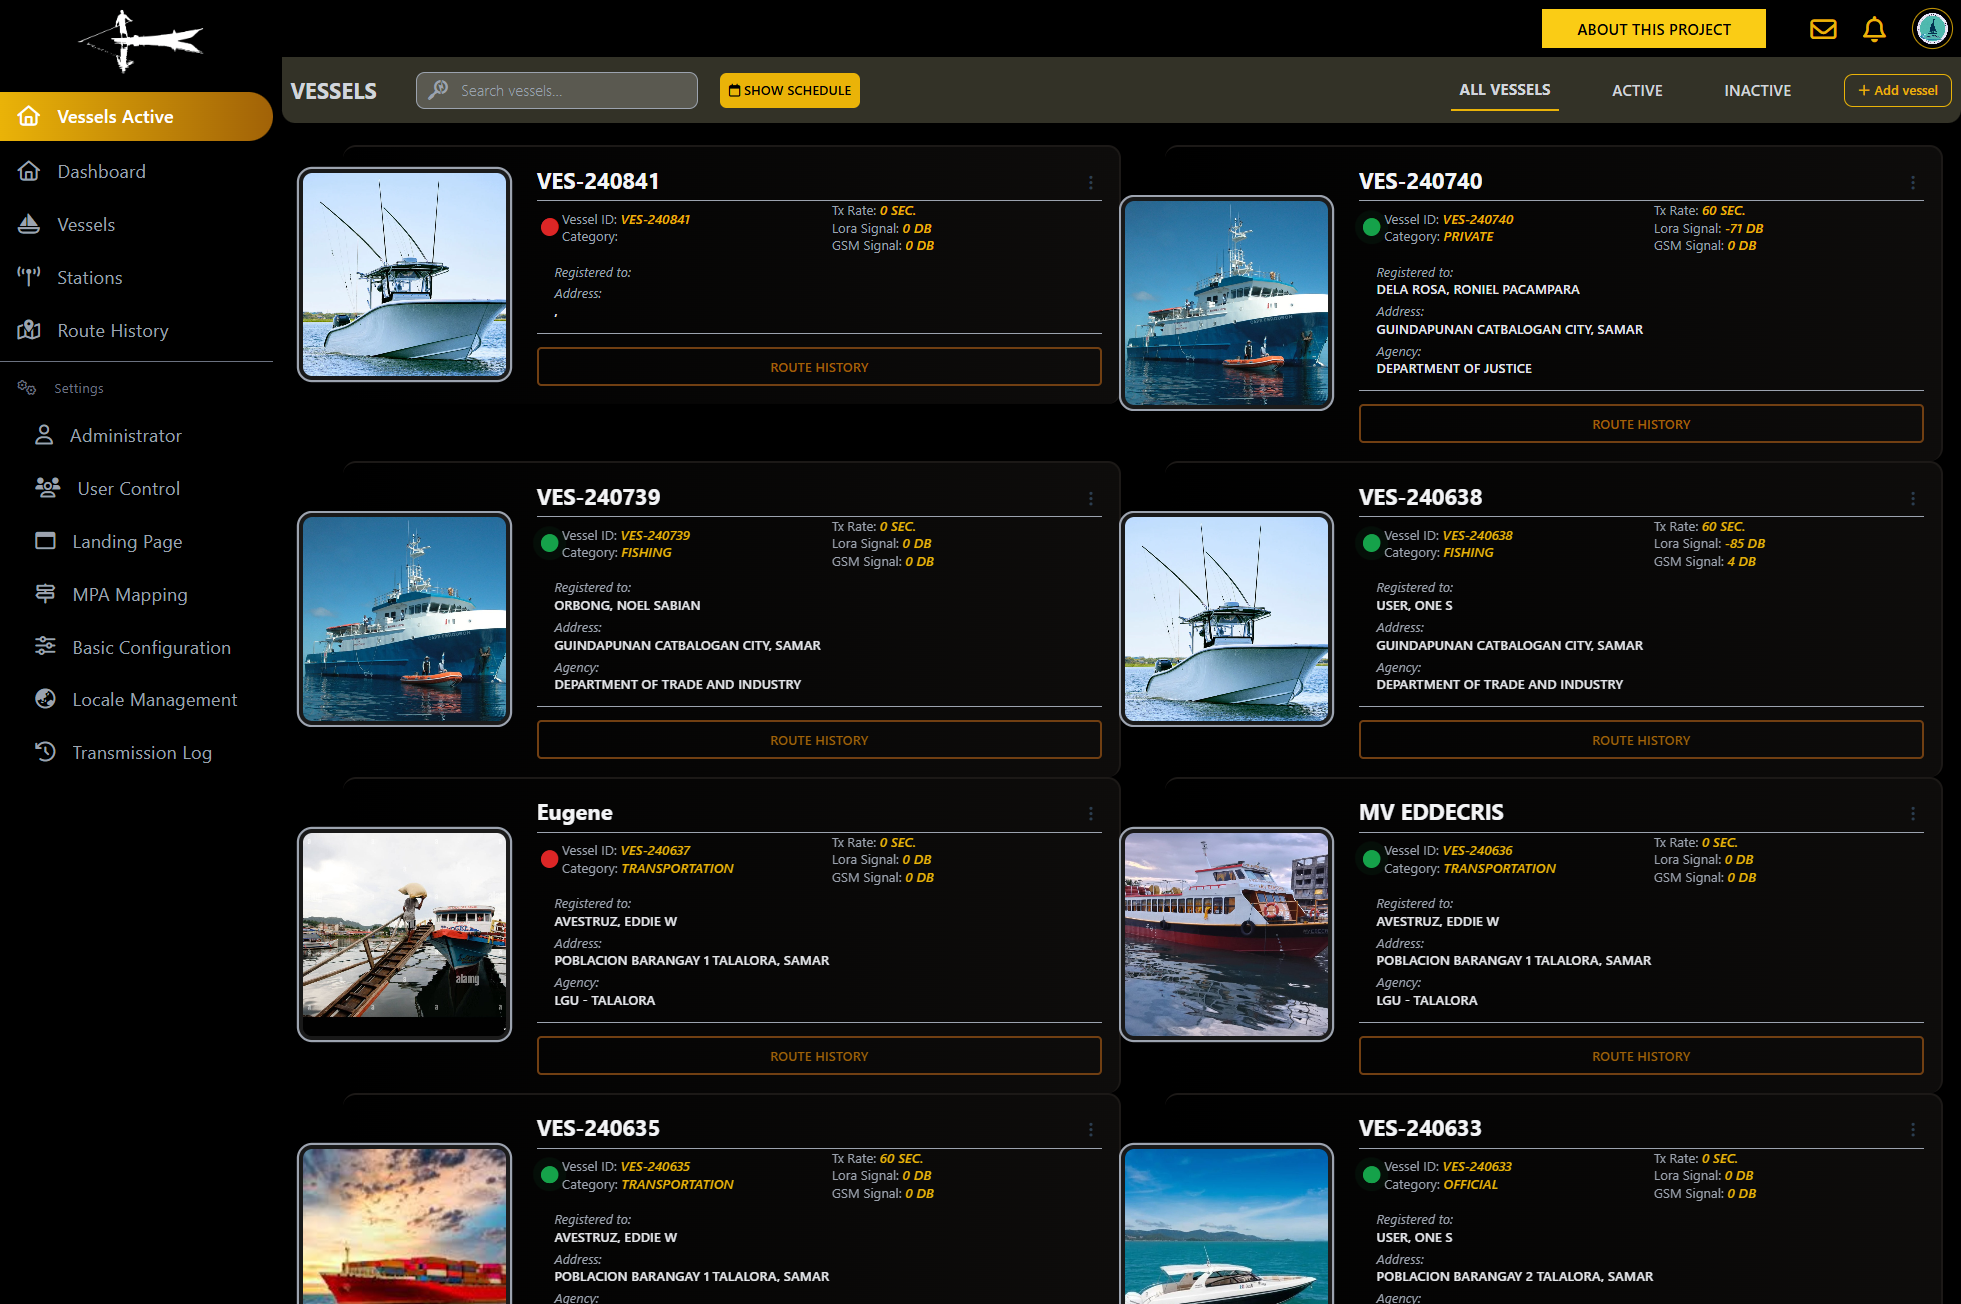 ABOUT THIS PROJECT
VESSELS
Search vessels...
SHOW SCHEDULE
ALL VESSELS
ACTIVE
INACTIVE
+ Add vessel
Vessels Active
Dashboard
Vessels
Stations
Route History
Settings
Administrator
User Control
Landing Page
MPA Mapping
Basic Configuration
Locale Management
Transmission Log
VES-240841
Vessel ID: VES-240841
Category:
Tx Rate: 0 SEC.
Lora Signal: 0 DB
GSM Signal: 0 DB
Registered to:
Address:
,
ROUTE HISTORY
VES-240740
Vessel ID: VES-240740
Category: PRIVATE
Tx Rate: 60 SEC.
Lora Signal: -71 DB
GSM Signal: 0 DB
Registered to:
DELA ROSA, RONIEL PACAMPARA
Address:
GUINDAPUNAN CATBALOGAN CITY, SAMAR
Agency:
DEPARTMENT OF JUSTICE
ROUTE HISTORY
VES-240739
Vessel ID: VES-240739
Category: FISHING
Tx Rate: 0 SEC.
Lora Signal: 0 DB
GSM Signal: 0 DB
Registered to:
ORBONG, NOEL SABIAN
Address:
GUINDAPUNAN CATBALOGAN CITY, SAMAR
Agency:
DEPARTMENT OF TRADE AND INDUSTRY
ROUTE HISTORY
VES-240638
Vessel ID: VES-240638
Category: FISHING
Tx Rate: 60 SEC.
Lora Signal: -85 DB
GSM Signal: 4 DB
Registered to:
USER, ONE S
Address:
GUINDAPUNAN CATBALOGAN CITY, SAMAR
Agency:
DEPARTMENT OF TRADE AND INDUSTRY
ROUTE HISTORY
Eugene
Vessel ID: VES-240637
Category: TRANSPORTATION
Tx Rate: 0 SEC.
Lora Signal: 0 DB
GSM Signal: 0 DB
Registered to:
AVESTRUZ, EDDIE W
Address:
POBLACION BARANGAY 1 TALALORA, SAMAR
Agency:
LGU - TALALORA
ROUTE HISTORY
alamy
a
a
a
MV EDDECRIS
Vessel ID: VES-240636
Category: TRANSPORTATION
Tx Rate: 0 SEC.
Lora Signal: 0 DB
GSM Signal: 0 DB
Registered to:
AVESTRUZ, EDDIE W
Address:
POBLACION BARANGAY 1 TALALORA, SAMAR
Agency:
LGU - TALALORA
ROUTE HISTORY
VES-240635
Vessel ID: VES-240635
Category: TRANSPORTATION
Tx Rate: 60 SEC.
Lora Signal: 0 DB
GSM Signal: 0 DB
Registered to:
AVESTRUZ, EDDIE W
Address:
POBLACION BARANGAY 1 TALALORA, SAMAR
Agency:
VES-240633
Vessel ID: VES-240633
Category: OFFICIAL
Tx Rate: 0 SEC.
Lora Signal: 0 DB
GSM Signal: 0 DB
Registered to:
USER, ONE S
Address:
POBLACION BARANGAY 2 TALALORA, SAMAR
Agency: